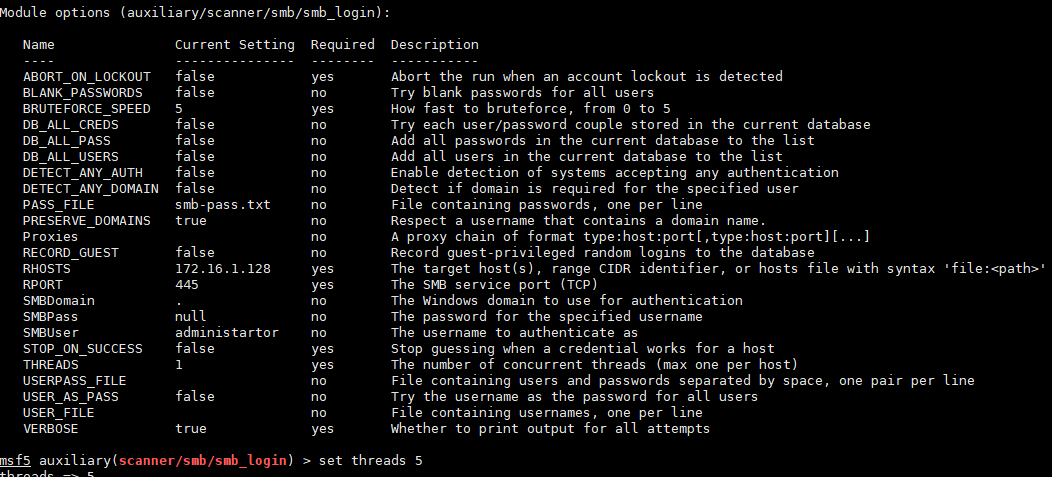 Module options (auxiliary/scanner/smb/smb_login):
Name Current Setting Required Description
---- --------------- -------- -----------
ABORT_ON_LOCKOUT false yes Abort the run when an account lockout is detected
BLANK_PASSWORDS false no Try blank passwords for all users
BRUTEFORCE_SPEED 5 yes How fast to bruteforce, from 0 to 5
DB_ALL_CREDS false no Try each user/password couple stored in the current database
DB_ALL_PASS false no Add all passwords in the current database to the list
DB_ALL_USERS false no Add all users in the current database to the list
DETECT_ANY_AUTH false no Enable detection of systems accepting any authentication
DETECT_ANY_DOMAIN false no Detect if domain is required for the specified user
PASS_FILE smb-pass.txt no File containing passwords, one per line
PRESERVE_DOMAINS true no Respect a username that contains a domain name.
Proxies no A proxy chain of format type:host:port[,type:host:port][...]
RECORD_GUEST false no Record guest-privileged random logins to the database
RHOSTS 172.16.1.128 yes The target host(s), range CIDR identifier, or hosts file with syntax 'file:<path>'
RPORT 445 yes The SMB service port (TCP)
SMBDomain . no The Windows domain to use for authentication
SMBPass null no The password for the specified username
SMBUser administartor no The username to authenticate as
STOP_ON_SUCCESS false yes Stop guessing when a credential works for a host
THREADS 1 yes The number of concurrent threads (max one per host)
USERPASS_FILE no File containing users and passwords separated by space, one pair per line
USER_AS_PASS false no Try the username as the password for all users
USER_FILE no File containing usernames, one per line
VERBOSE true yes Whether to print output for all attempts
msf5 auxiliary(scanner/smb/smb_login) > set threads 5
threads => 5